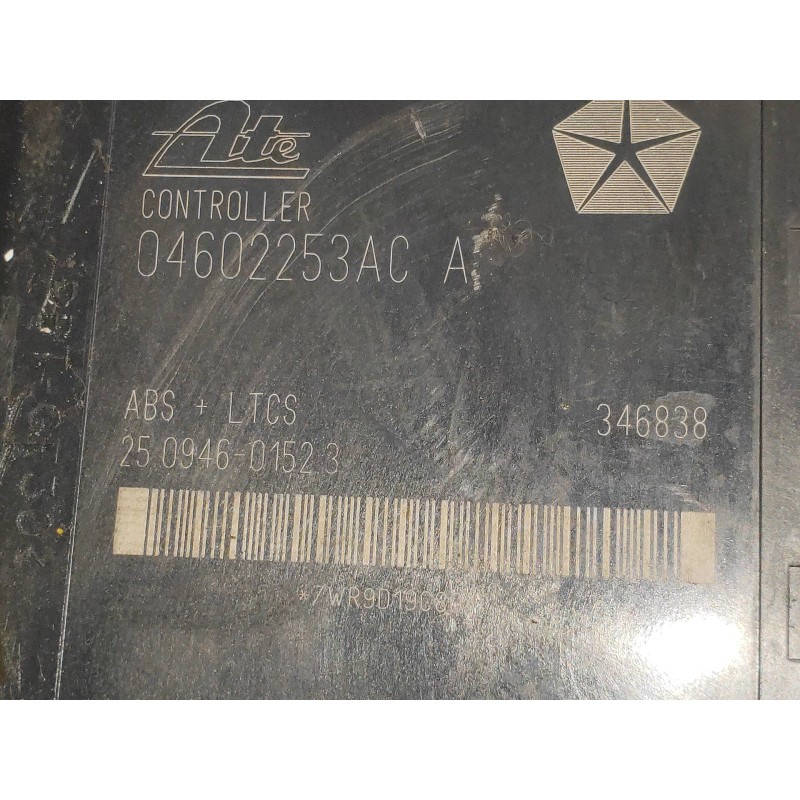 Ate
CONTROLLER
04602253AC A
ABS + LTCS
346838
25.0946-0152.3